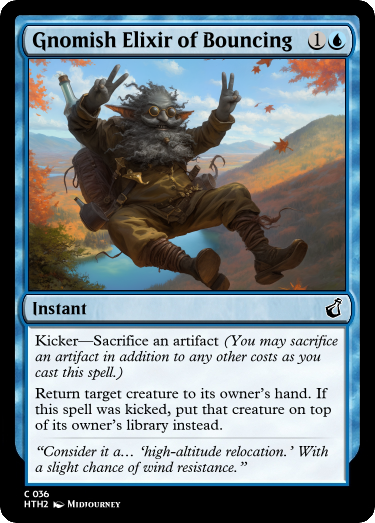 Gnomish Elixir of Bouncing 1
Instant
Kicker—Sacrifice an artifact (You may sacrifice
an artifact in addition to any other costs as you
cast this spell.)
Return target creature to its owner's hand. If
this spell was kicked, put that creature on top
of its owner's library instead.
“Consider it a… ‘high-altitude relocation.’ With
a slight chance of wind resistance.”
C 036
HTH2 Midjourney